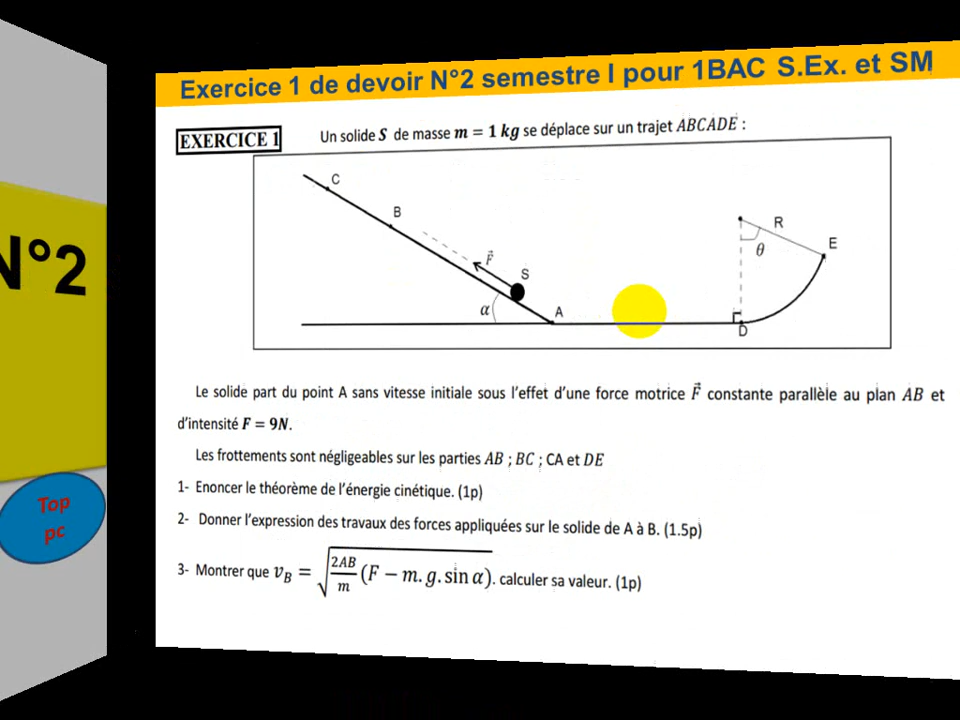 N°2
Top
pc
Exercice 1 de devoir N°2 semestre I pour 1BAC S.Ex. et SM
EXERCICE 1
Un solide S de masse m = 1 kg se déplace sur un trajet ABCADE :
C
B
F⃗
S
α
A
R
E
θ
D
Le solide part du point A sans vitesse initiale sous l'effet d'une force motrice F⃗ constante parallèle au plan AB et
d'intensité F = 9N.
Les frottements sont négligeables sur les parties AB ; BC ; CA et DE
1- Enoncer le théorème de l'énergie cinétique. (1p)
2- Donner l'expression des travaux des forces appliquées sur le solide de A à B. (1.5p)
3- Montrer que v_B = √(2AB/m (F − m. g. sin α)). calculer sa valeur. (1p)